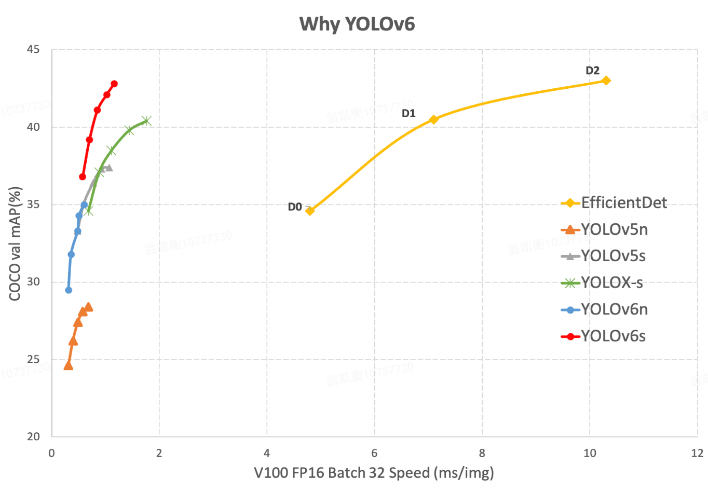 Why YOLOv6
COCO val mAP(%)
45
40
35
30
25
20
0
2
4
6
8
10
12
V100 FP16 Batch 32 Speed (ms/img)
D0
D1
D2
EfficientDet
YOLOv5n
YOLOv5s
YOLOX-s
YOLOv6n
YOLOv6s